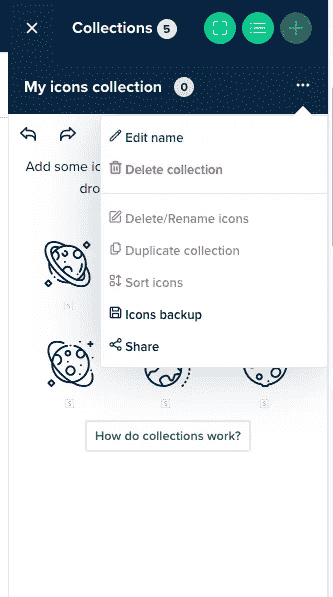 Collections 5
My icons collection 0
Edit name
Add some ic
Delete collection
dro
Delete/Rename icons
Duplicate collection
Sort icons
Icons backup
Share
S
S
S
S
How do collections work?